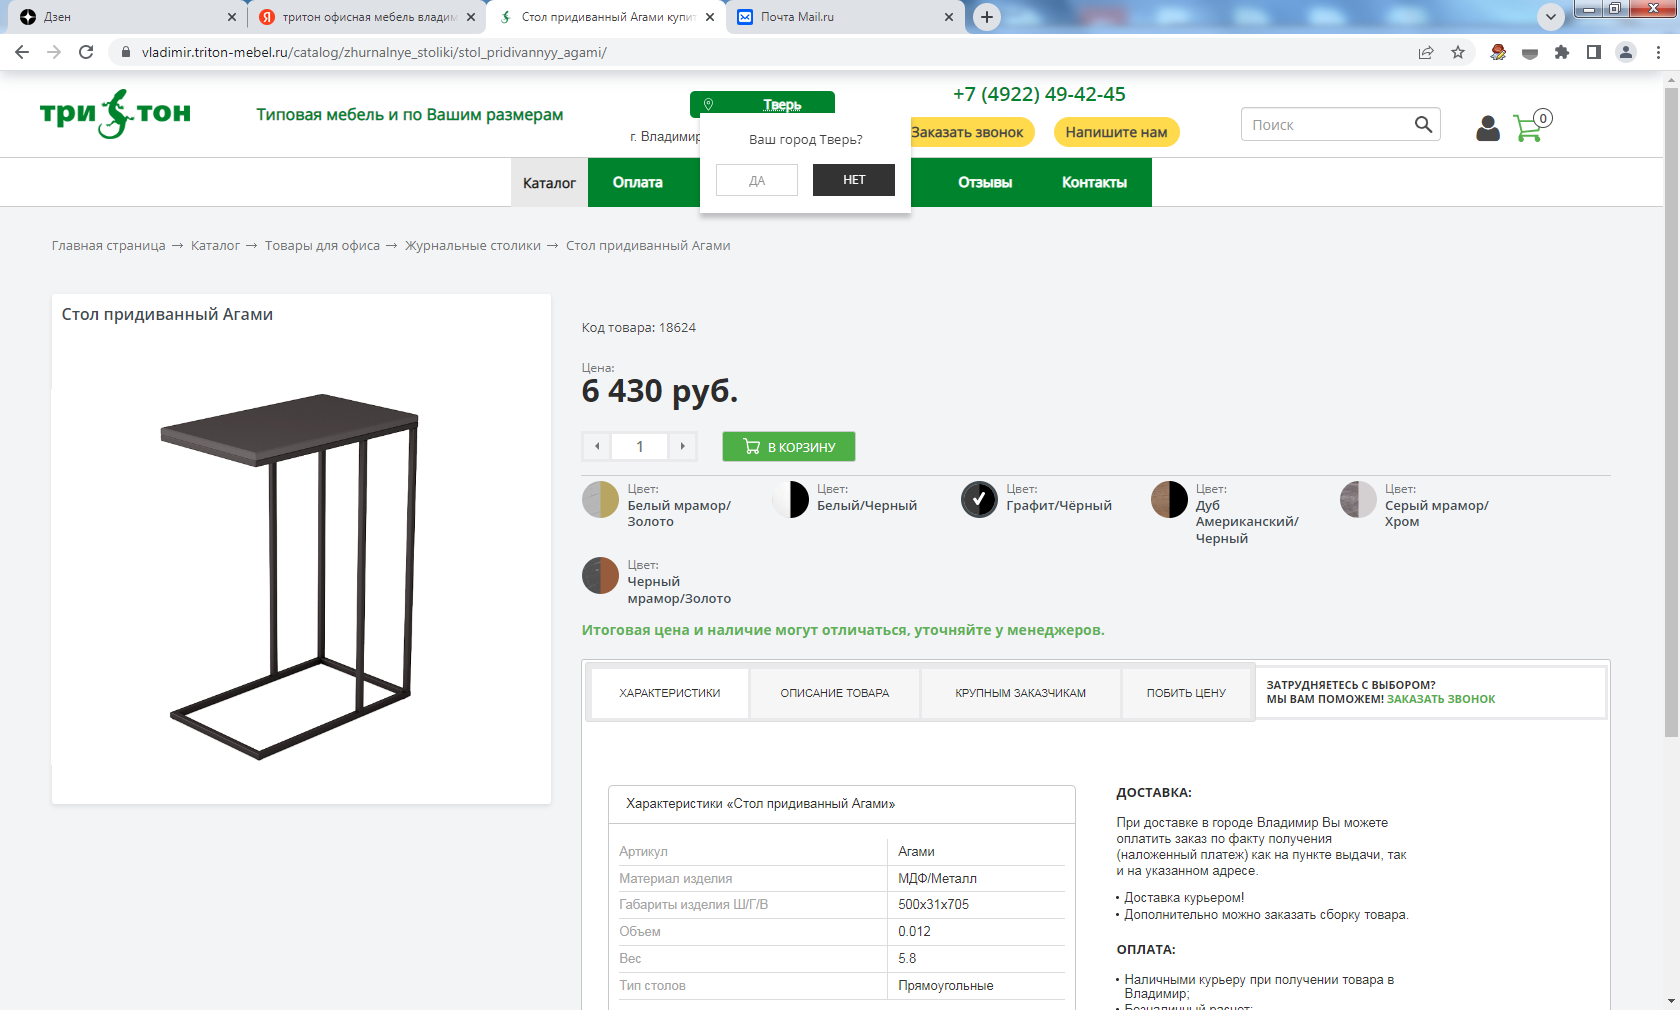 Дзен
тритон офисная мебель владим
Стол придиванный Агами купит
Почта Mail.ru
vladimir.triton-mebel.ru/catalog/zhurnalnye_stoliki/stol_pridivannyy_agami/
ТРИ ТОН
Типовая мебель и по Вашим размерам
Тверь
г. Владимир
Ваш город Тверь?
ДА
НЕТ
+7 (4922) 49-42-45
Заказать звонок
Напишите нам
Поиск
0
Каталог
Оплата
Отзывы
Контакты
Главная страница → Каталог → Товары для офиса → Журнальные столики → Стол придиванный Агами
Стол придиванный Агами
Код товара: 18624
Цена:
6 430 руб.
1
В КОРЗИНУ
Цвет:
Белый мрамор/
Золото
Цвет:
Белый/Черный
Цвет:
Графит/Чёрный
Цвет:
Дуб
Американский/
Черный
Цвет:
Серый мрамор/
Хром
Цвет:
Черный
мрамор/Золото
Итоговая цена и наличие могут отличаться, уточняйте у менеджеров.
ХАРАКТЕРИСТИКИ
ОПИСАНИЕ ТОВАРА
КРУПНЫМ ЗАКАЗЧИКАМ
ПОБИТЬ ЦЕНУ
ЗАТРУДНЯЕТЕСЬ С ВЫБОРОМ?
МЫ ВАМ ПОМОЖЕМ! ЗАКАЗАТЬ ЗВОНОК
Характеристики «Стол придиванный Агами»
Артикул Агами
Материал изделия МДФ/Металл
Габариты изделия Ш/Г/В 500x31x705
Объем 0.012
Вес 5.8
Тип столов Прямоугольные
ДОСТАВКА:
При доставке в городе Владимир Вы можете
оплатить заказ по факту получения
(наложенный платеж) как на пункте выдачи, так
и на указанном адресе.
• Доставка курьером!
• Дополнительно можно заказать сборку товара.
ОПЛАТА:
• Наличными курьеру при получении товара в
Владимир;
• Безналичный расчет;